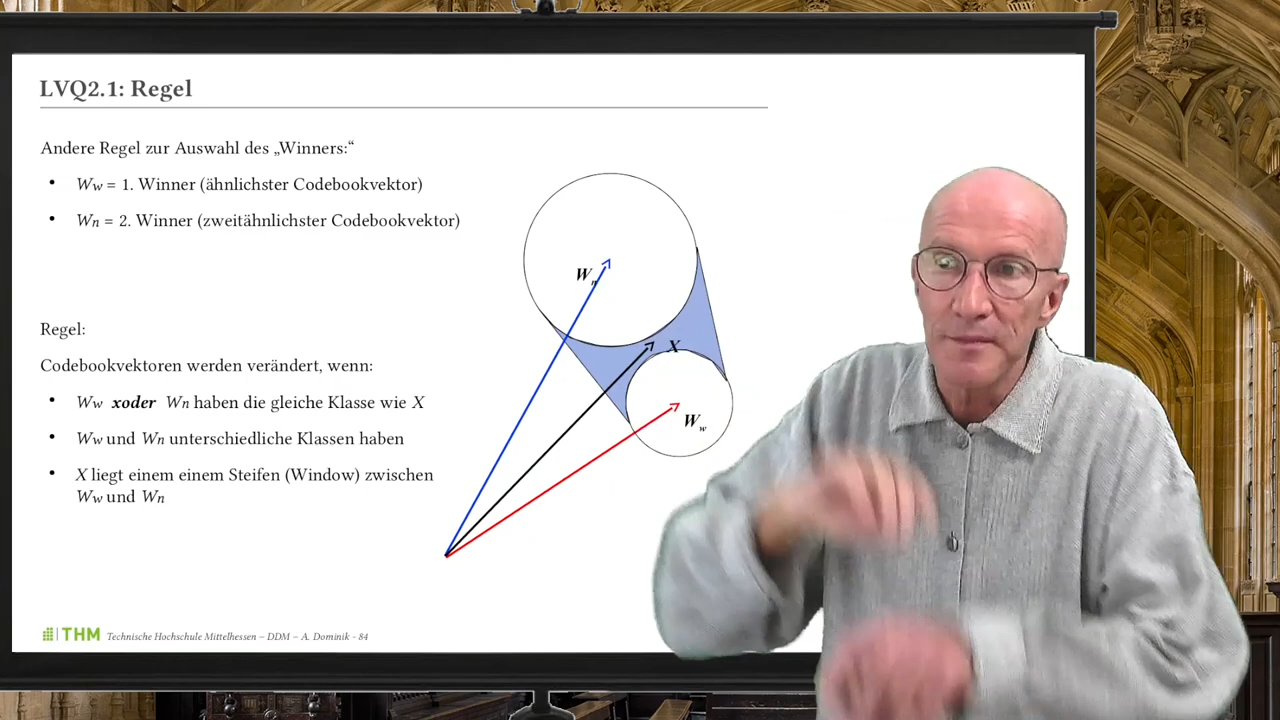 LVQ2.1: Regel
Andere Regel zur Auswahl des „Winners:“
• Ww = 1. Winner (ähnlichster Codebookvektor)
• Wn = 2. Winner (zweitähnlichster Codebookvektor)
Wn
X
Ww
Regel:
Codebookvektoren werden verändert, wenn:
• Ww xoder Wn haben die gleiche Klasse wie X
• Ww und Wn unterschiedliche Klassen haben
• X liegt einem einem Steifen (Window) zwischen
Ww und Wn
THM Technische Hochschule Mittelhessen – DDM – A. Dominik - 84